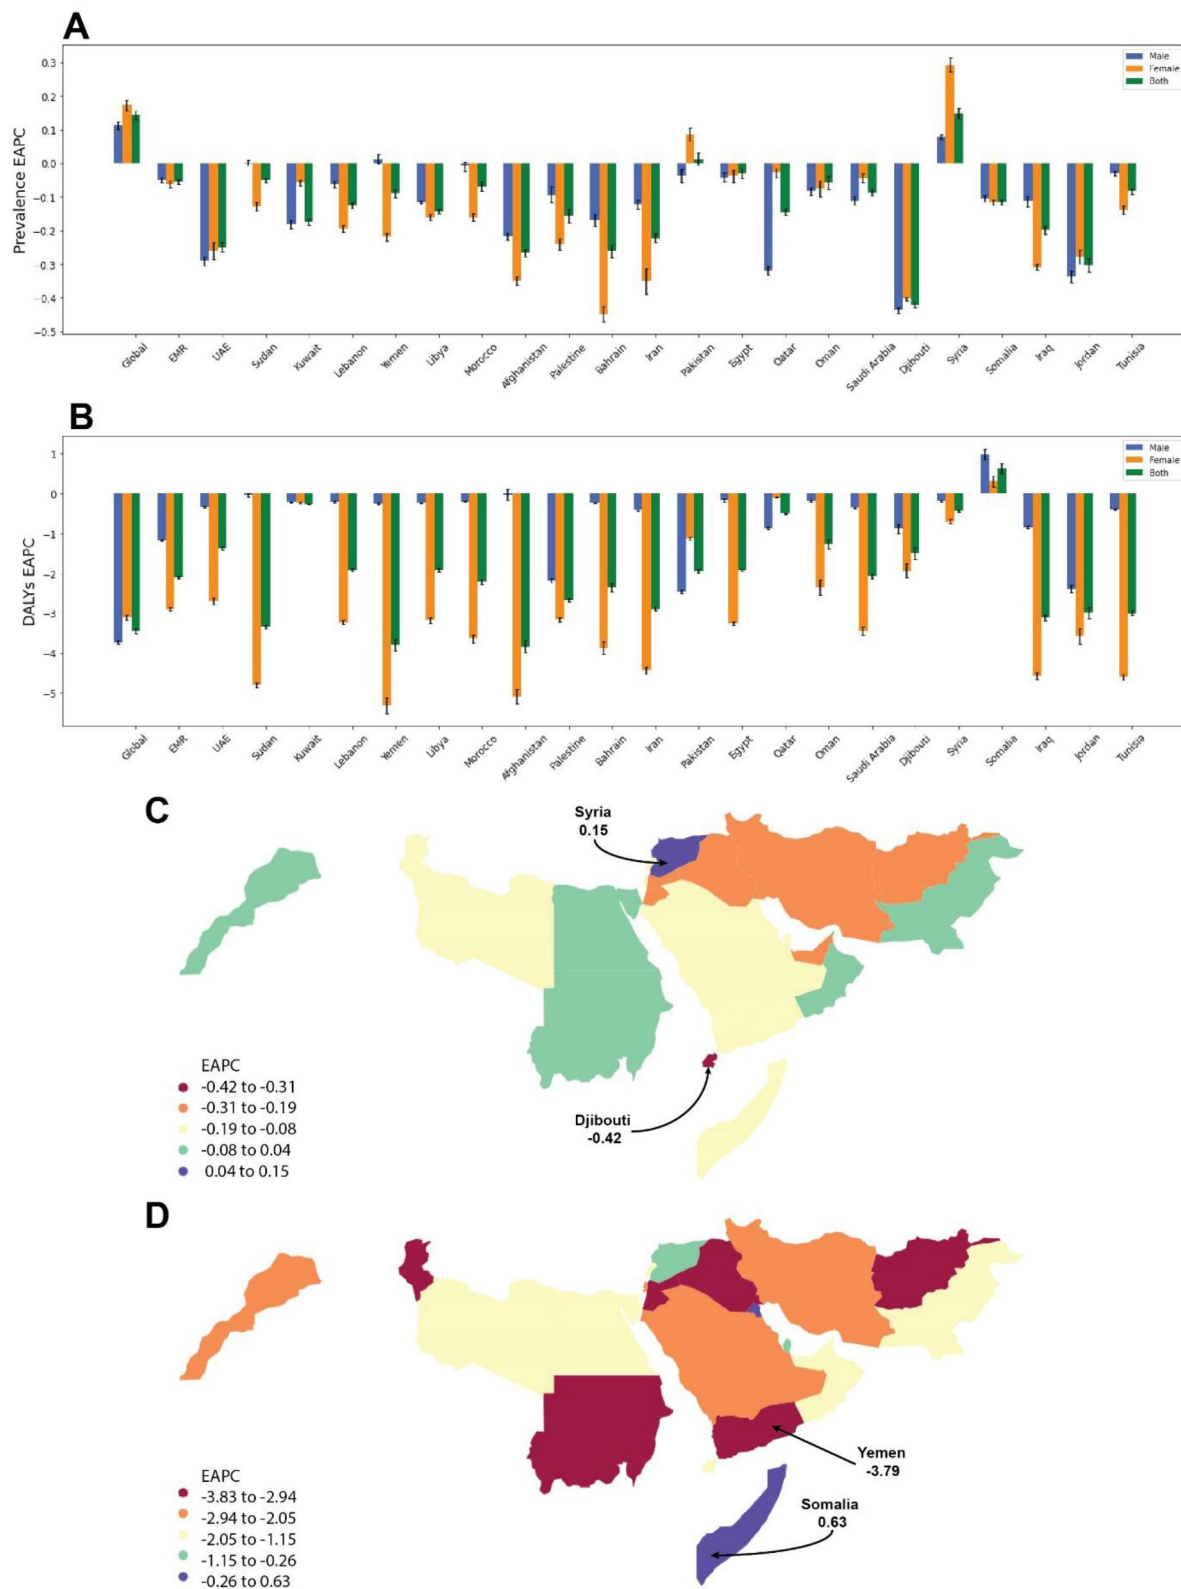 A
Prevalence EAPC
0.3
0.2
0.1
0.0
−0.1
−0.2
−0.3
−0.4
−0.5
Male
Female
Both
Global EMR UAE Sudan Kuwait Lebanon Yemen Libya Morocco Afghanistan Palestine Bahrain Iran Pakistan Egypt Qatar Oman Saudi Arabia Djibouti Syria Somalia Iraq Jordan Tunisia
B
DALYs EAPC
1
0
−1
−2
−3
−4
−5
Male
Female
Both
Global EMR UAE Sudan Kuwait Lebanon Yemen Libya Morocco Afghanistan Palestine Bahrain Iran Pakistan Egypt Qatar Oman Saudi Arabia Djibouti Syria Somalia Iraq Jordan Tunisia
C
Syria
0.15
Djibouti
-0.42
EAPC
-0.42 to -0.31
-0.31 to -0.19
-0.19 to -0.08
-0.08 to 0.04
0.04 to 0.15
D
Yemen
-3.79
Somalia
0.63
EAPC
-3.83 to -2.94
-2.94 to -2.05
-2.05 to -1.15
-1.15 to -0.26
-0.26 to 0.63